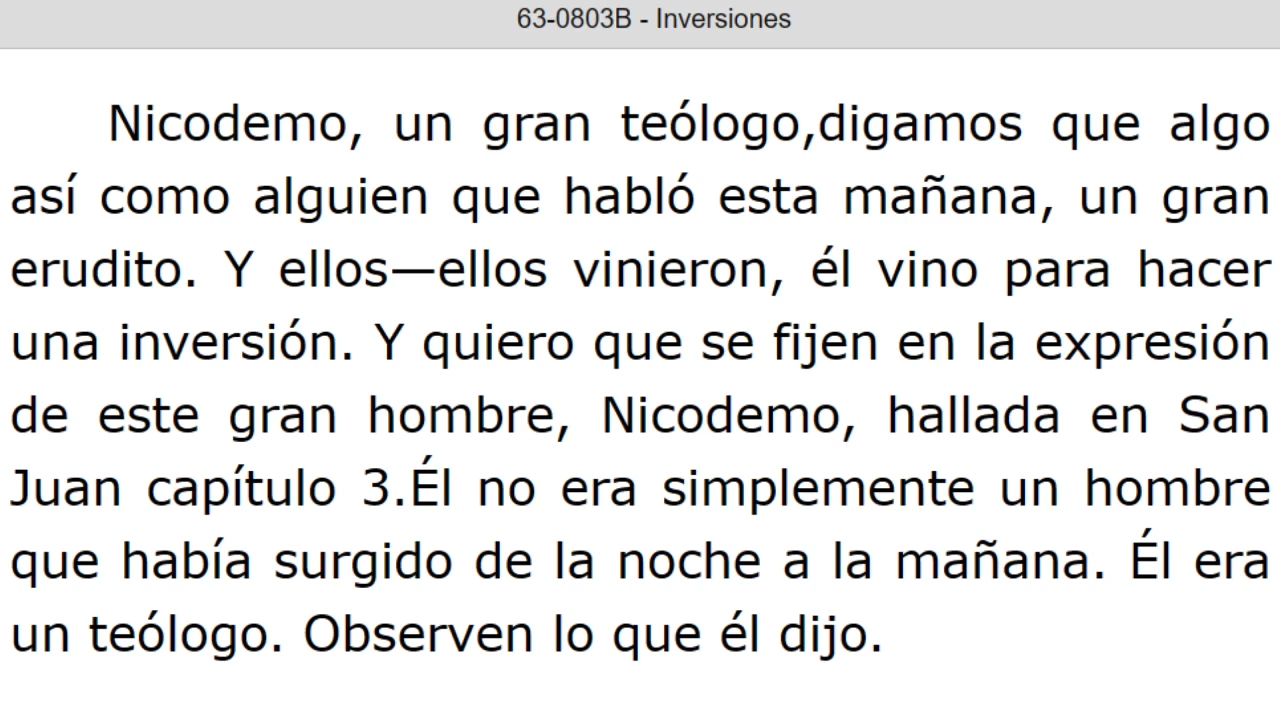 63-0803B - Inversiones
Nicodemo, un gran teólogo,digamos que algo
así como alguien que habló esta mañana, un gran
erudito. Y ellos—ellos vinieron, él vino para hacer
una inversión. Y quiero que se fijen en la expresión
de este gran hombre, Nicodemo, hallada en San
Juan capítulo 3.Él no era simplemente un hombre
que había surgido de la noche a la mañana. Él era
un teólogo. Observen lo que él dijo.